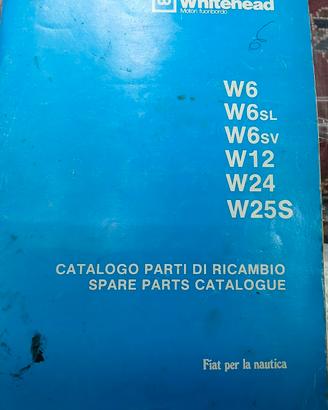 Whitehead
Motori fuoribordo
W6
W6SL
W6SV
W12
W24
W25S
CATALOGO PARTI DI RICAMBIO
SPARE PARTS CATALOGUE
Fiat per la nautica